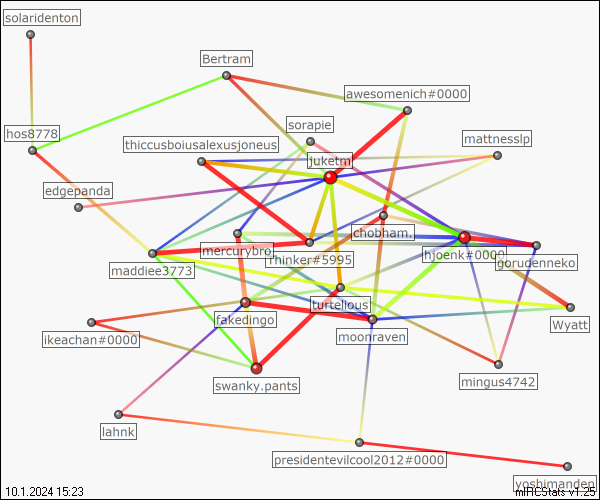 solaridenton
Bertram
awesomenich#0000
sorapie
hos8778
thiccusboiusalexusjoneus
mattnesslp
juketm
edgepanda
chobham.
mercurybro
Thinker#5995
hjoenk#0000
gorudenneko
maddiee3773
turtelious
fakedingo
Wyatt
moonraven
ikeachan#0000
swanky.pants
mingus4742
lahnk
presidentevilcool2012#0000
yoshimanden
10.1.2024 15:23
mIRCStats v1.25